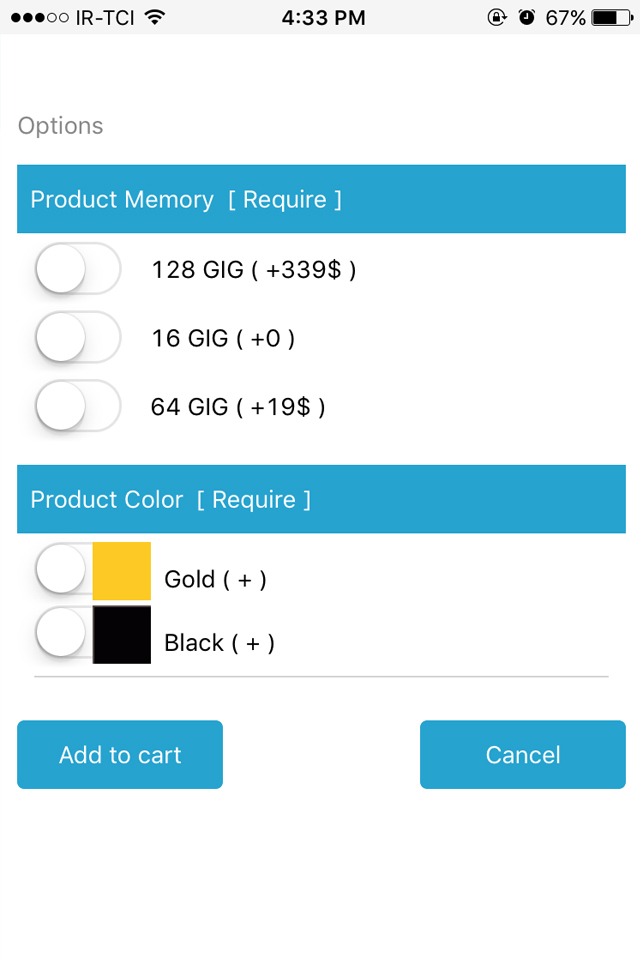 IR-TCI 4:33 PM 67%
Options
Product Memory [ Require ]
128 GIG ( +339$ )
16 GIG ( +0 )
64 GIG ( +19$ )
Product Color [ Require ]
Gold ( + )
Black ( + )
Add to cart Cancel